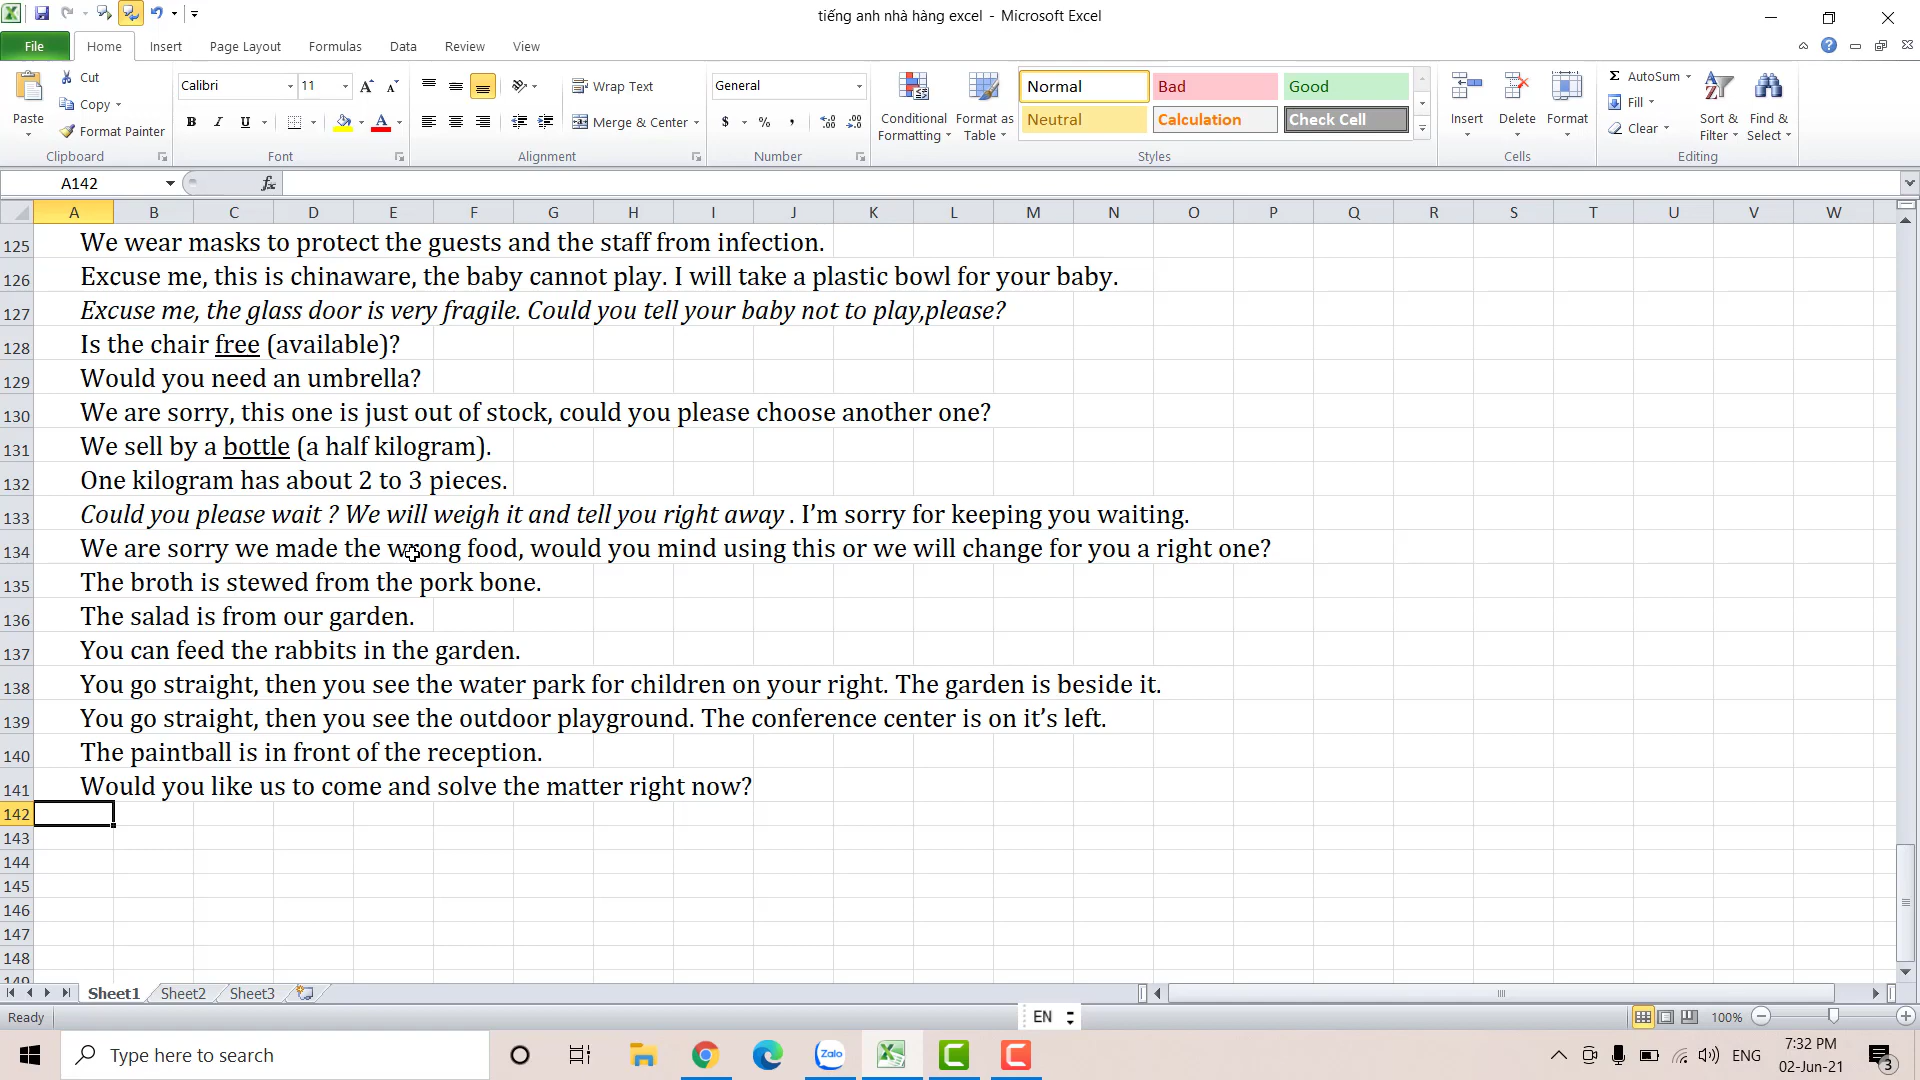 tiếng anh nhà hàng excel - Microsoft Excel
File Home Insert Page Layout Formulas Data Review View
Paste Cut Copy Format Painter Clipboard
Calibri 11 B I U Font
Wrap Text Merge & Center Alignment
General $ % , Number
Conditional Formatting Format as Table Normal Bad Good Neutral Calculation Check Cell Styles
Insert Delete Format Cells
Σ AutoSum Fill Clear Sort & Filter Find & Select Editing
A142 fx
A B C D E F G H I J K L M N O P Q R S T U V W
125 We wear masks to protect the guests and the staff from infection.
126 Excuse me, this is chinaware, the baby cannot play. I will take a plastic bowl for your baby.
127 Excuse me, the glass door is very fragile. Could you tell your baby not to play,please?
128 Is the chair free (available)?
129 Would you need an umbrella?
130 We are sorry, this one is just out of stock, could you please choose another one?
131 We sell by a bottle (a half kilogram).
132 One kilogram has about 2 to 3 pieces.
133 Could you please wait ? We will weigh it and tell you right away . I’m sorry for keeping you waiting.
134 We are sorry we made the wrong food, would you mind using this or we will change for you a right one?
135 The broth is stewed from the pork bone.
136 The salad is from our garden.
137 You can feed the rabbits in the garden.
138 You go straight, then you see the water park for children on your right. The garden is beside it.
139 You go straight, then you see the outdoor playground. The conference center is on it’s left.
140 The paintball is in front of the reception.
141 Would you like us to come and solve the matter right now?
142
143
144
145
146
147
148
149
Sheet1 Sheet2 Sheet3
Ready EN 100%
Type here to search Zalo ENG 7:32 PM
02-Jun-21 3